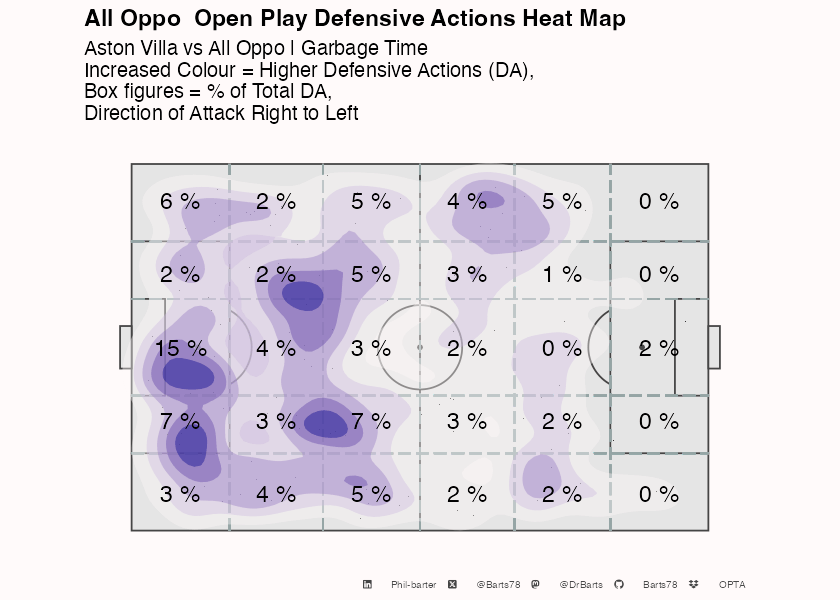 All Oppo  Open Play Defensive Actions Heat Map
Aston Villa vs All Oppo l Garbage Time
Increased Colour = Higher Defensive Actions (DA),
Box figures = % of Total DA,
Direction of Attack Right to Left
6 % 2 % 5 % 4 % 5 % 0 %
2 % 2 % 5 % 3 % 1 % 0 %
15 % 4 % 3 % 2 % 0 % 2 %
7 % 3 % 7 % 3 % 2 % 0 %
3 % 4 % 5 % 2 % 2 % 0 %
Phil-barter @Barts78 @DrBarts Barts78 OPTA